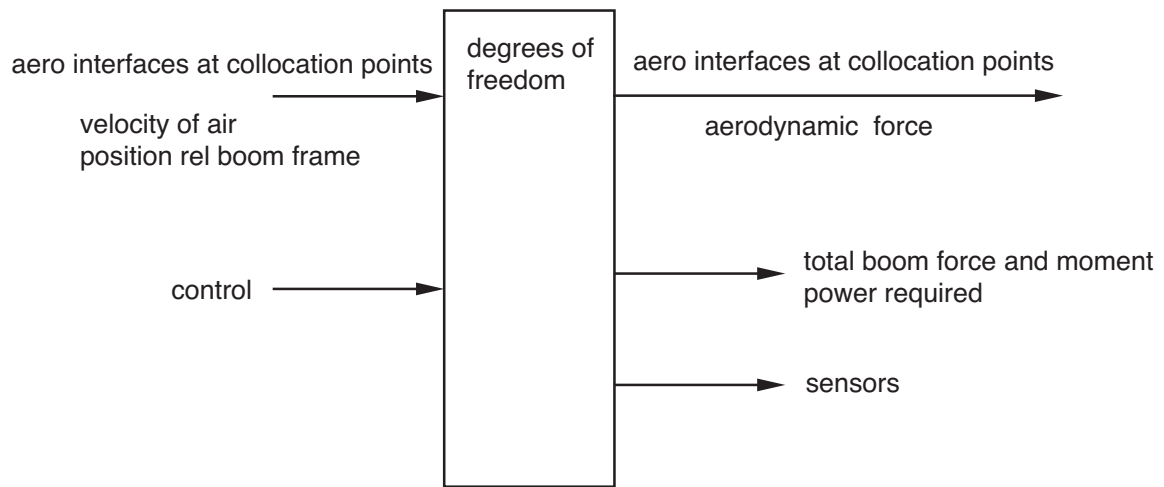 aero interfaces at collocation points
velocity of air
position rel boom frame
control
degrees of
freedom
aero interfaces at collocation points
aerodynamic force
total boom force and moment
power required
sensors